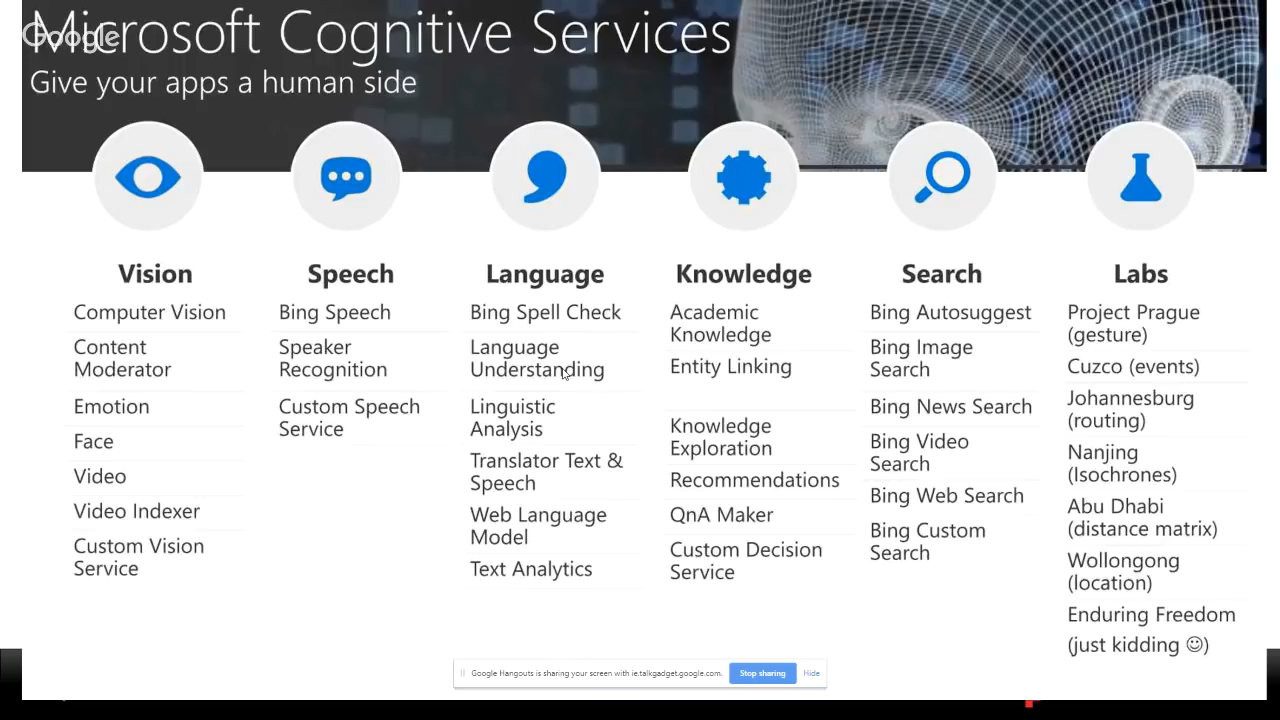 Microsoft Cognitive Services
Google
Give your apps a human side
Vision
Computer Vision
Content
Moderator
Emotion
Face
Video
Video Indexer
Custom Vision
Service
Speech
Bing Speech
Speaker
Recognition
Custom Speech
Service
Language
Bing Spell Check
Language
Understanding
Linguistic
Analysis
Translator Text &
Speech
Web Language
Model
Text Analytics
Knowledge
Academic
Knowledge
Entity Linking
Knowledge
Exploration
Recommendations
QnA Maker
Custom Decision
Service
Search
Bing Autosuggest
Bing Image
Search
Bing News Search
Bing Video
Search
Bing Web Search
Bing Custom
Search
Labs
Project Prague
(gesture)
Cuzco (events)
Johannesburg
(routing)
Nanjing
(Isochrones)
Abu Dhabi
(distance matrix)
Wollongong
(location)
Enduring Freedom
(just kidding ☺)
Google Hangouts is sharing your screen with ie.talkgadget.google.com.
Stop sharing
Hide